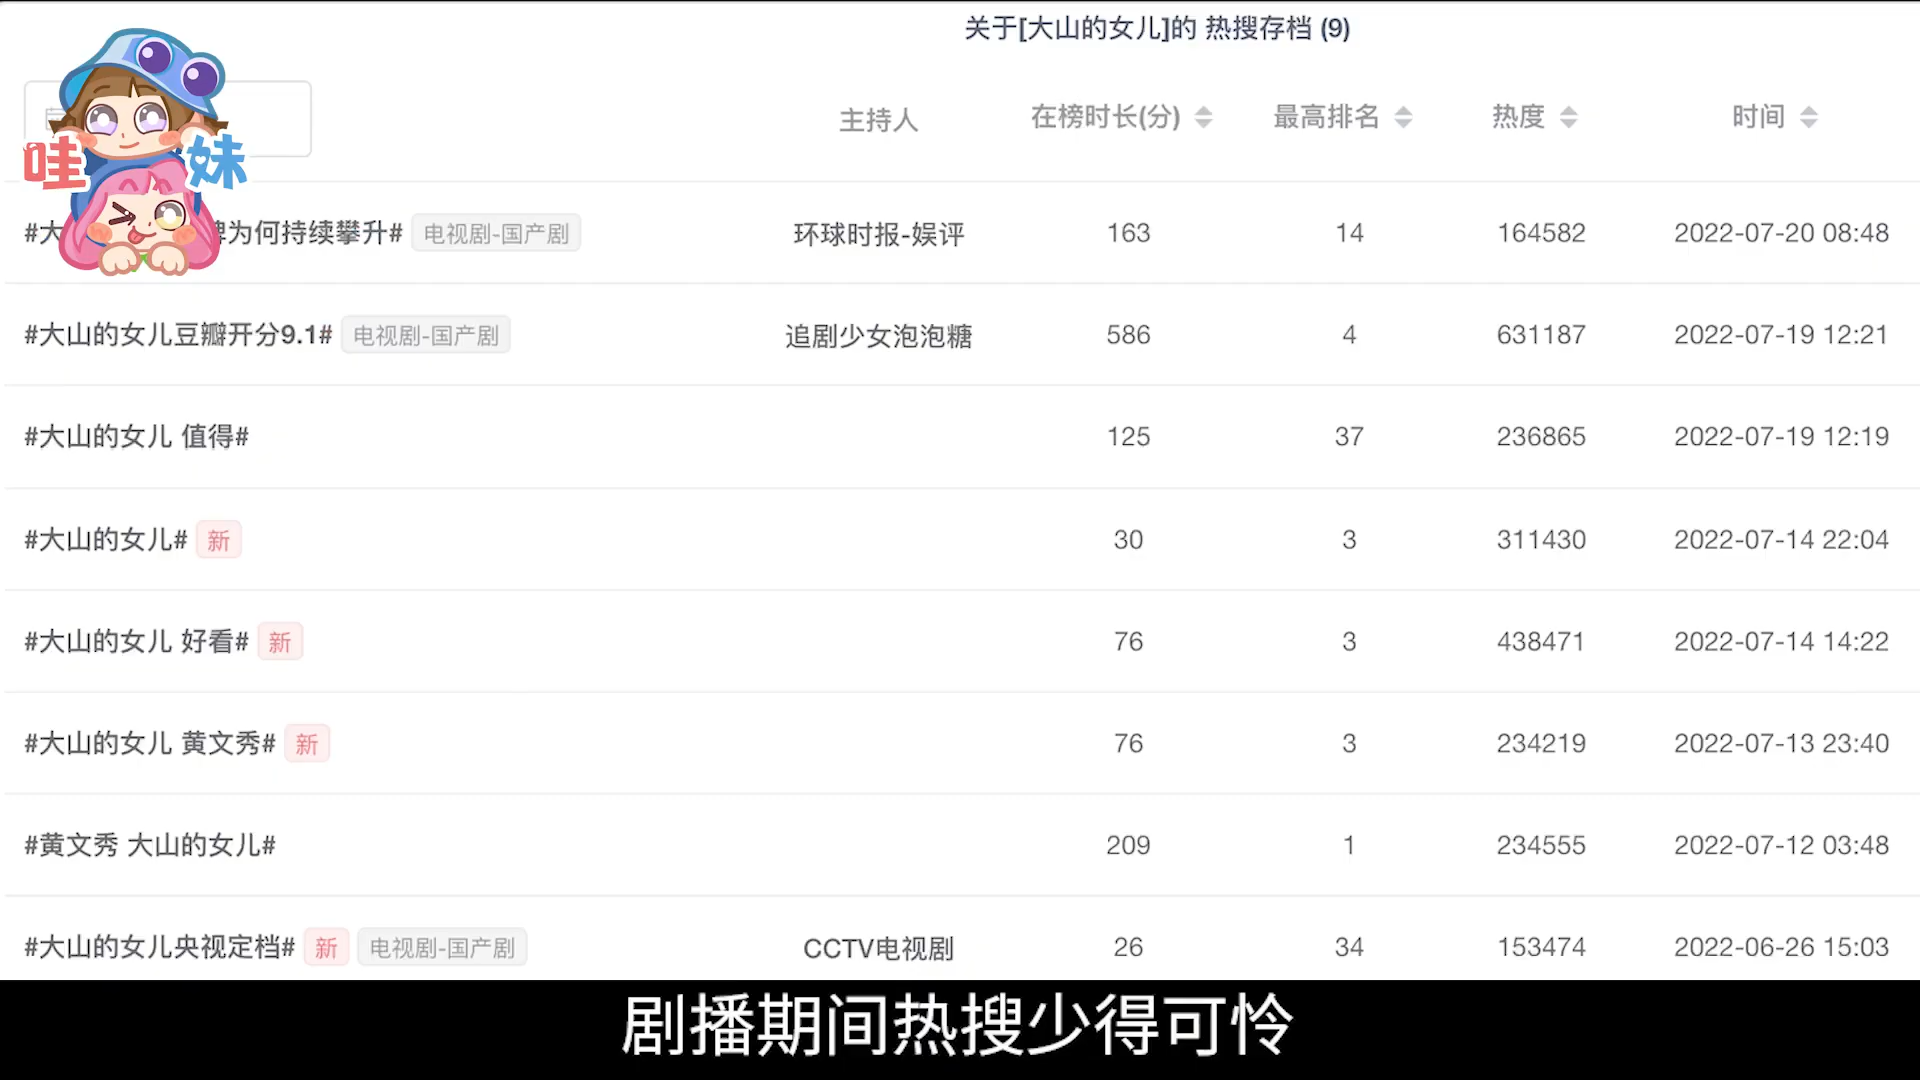 关于[大山的女儿]的 热搜存档 (9)
主持人 在榜时长(分) 最高排名 热度 时间
哇妹
#大 为何持续攀升# 电视剧-国产剧 环球时报-娱评 163 14 164582 2022-07-20 08:48
#大山的女儿豆瓣开分9.1# 电视剧-国产剧 追剧少女泡泡糖 586 4 631187 2022-07-19 12:21
#大山的女儿 值得# 125 37 236865 2022-07-19 12:19
#大山的女儿# 新 30 3 311430 2022-07-14 22:04
#大山的女儿 好看# 新 76 3 438471 2022-07-14 14:22
#大山的女儿 黄文秀# 新 76 3 234219 2022-07-13 23:40
#黄文秀 大山的女儿# 209 1 234555 2022-07-12 03:48
#大山的女儿央视定档# 新 电视剧-国产剧 CCTV电视剧 26 34 153474 2022-06-26 15:03
剧播期间热搜少得可怜